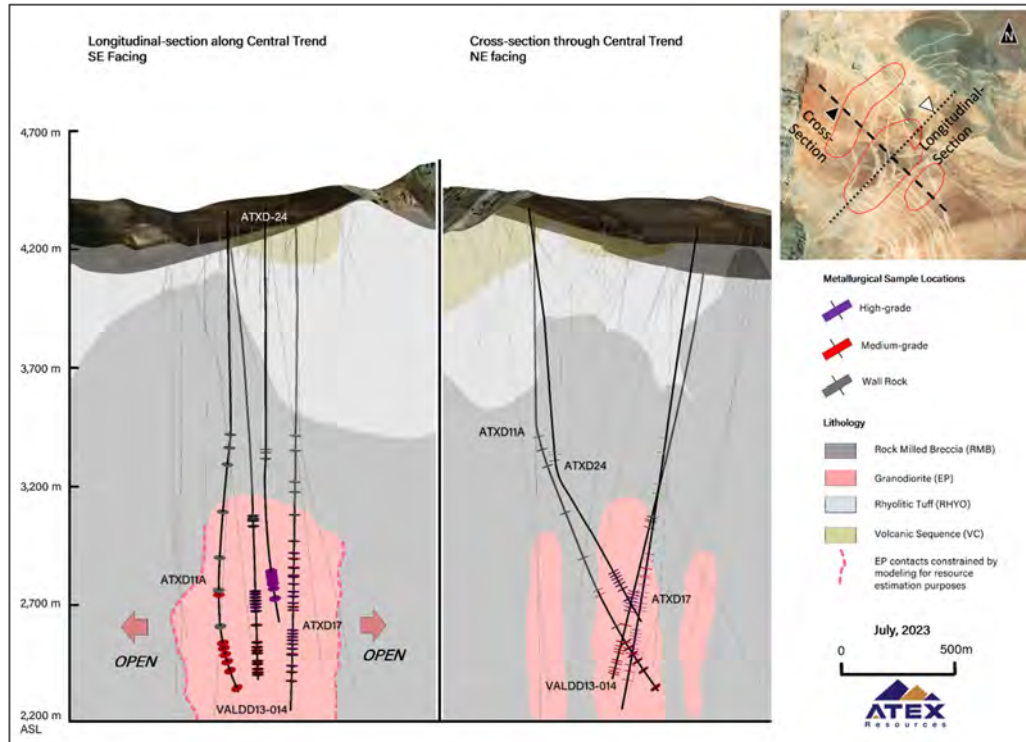 Longitudinal-section along Central Trend
SE Facing
Cross-section through Central Trend
NE facing
N
Cross-
Section
Longitudinal-
Section
4,700 m
4,200 m
3,700 m
3,200 m
2,700 m
2,200 m
ASL
ATXD-24
ATXD11A
ATXD17
VALDD13-014
OPEN
OPEN
ATXD11A
ATXD24
ATXD17
VALDD13-014
Metallurgical Sample Locations
High-grade
Medium-grade
Wall Rock
Lithology
Rock Milled Breccia (RMB)
Granodiorite (EP)
Rhyolitic Tuff (RHYO)
Volcanic Sequence (VC)
EP contacts constrained by
modeling for resource
estimation purposes
July, 2023
0 500m
ATEX
Resources